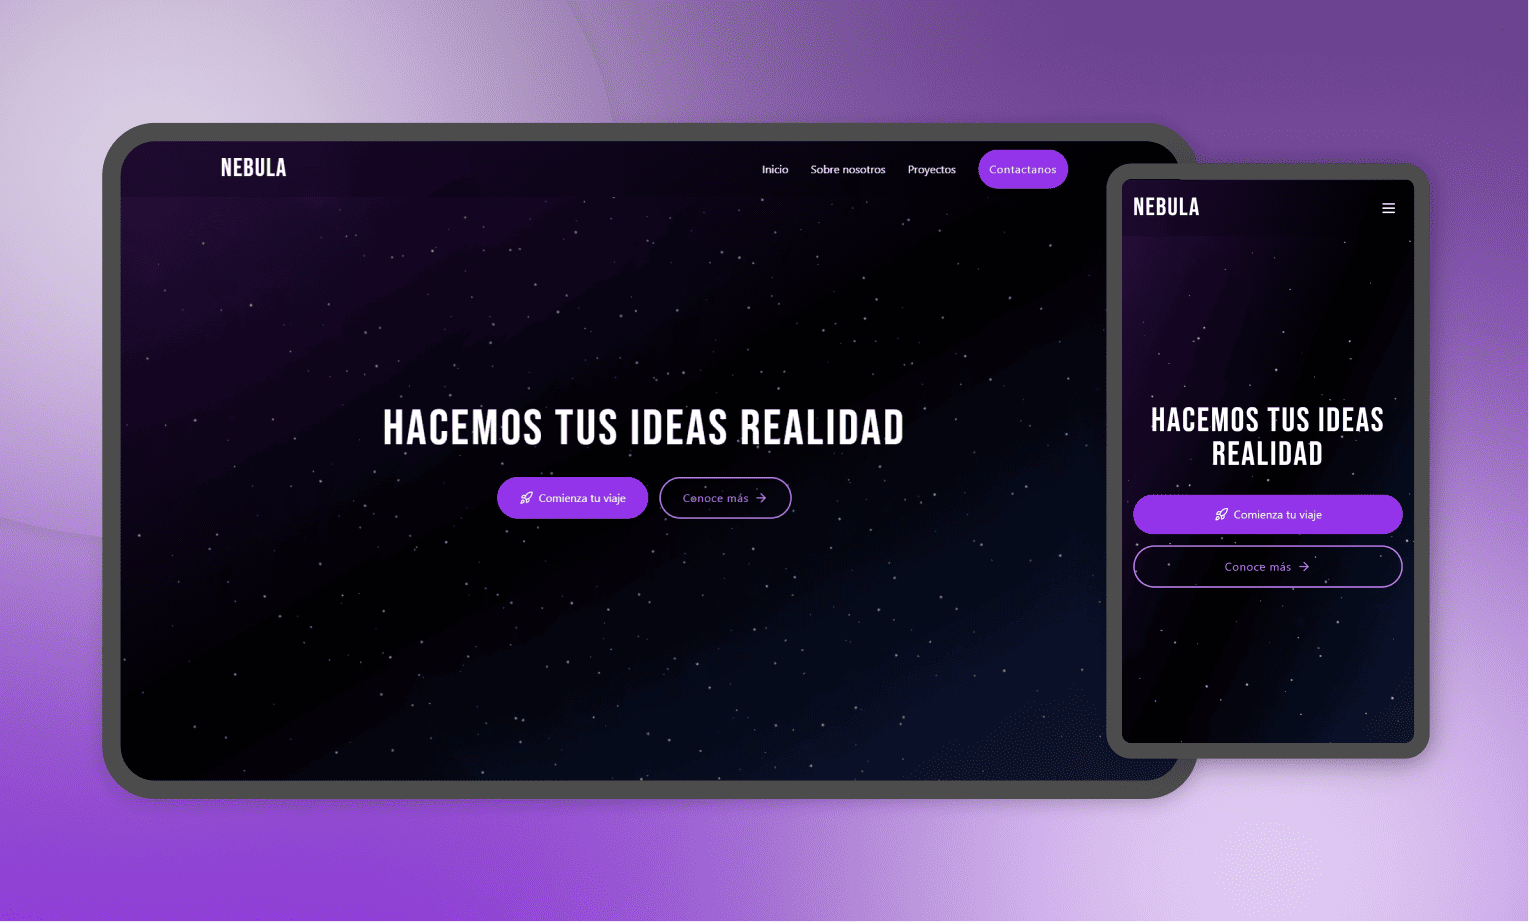 NEBULA
Inicio
Sobre nosotros
Proyectos
Contactanos
HACEMOS TUS IDEAS REALIDAD
Comienza tu viaje
Conoce más
NEBULA
HACEMOS TUS IDEAS
REALIDAD
Comienza tu viaje
Conoce más